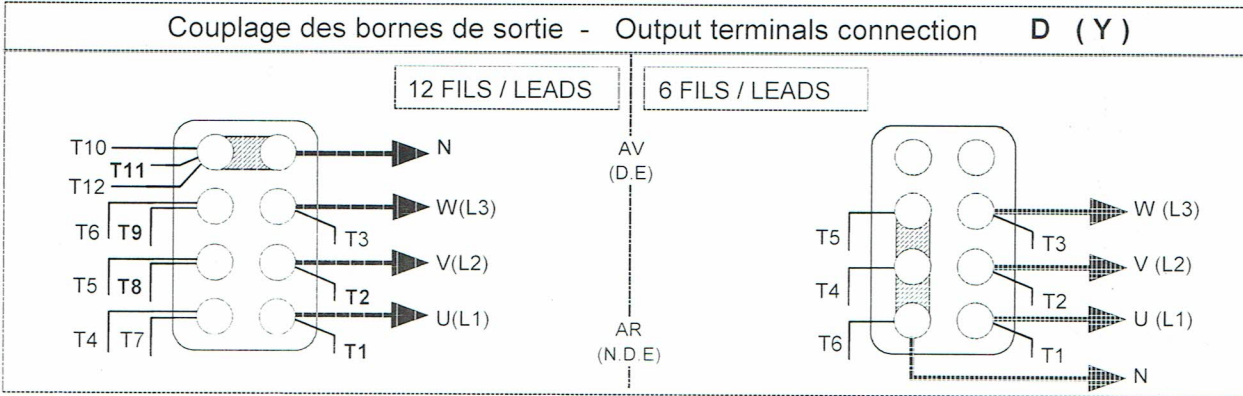 Couplage des bornes de sortie - Output terminals connection D ( Y )
12 FILS / LEADS
6 FILS / LEADS
T10
T11
T12
N
T6 T9
T3
W(L3)
T5 T8
T2
V(L2)
T4 T7
T1
U(L1)
AV
(D.E)
AR
(N.D.E)
T5
T3
W (L3)
T4
T2
V (L2)
T6
T1
U (L1)
N